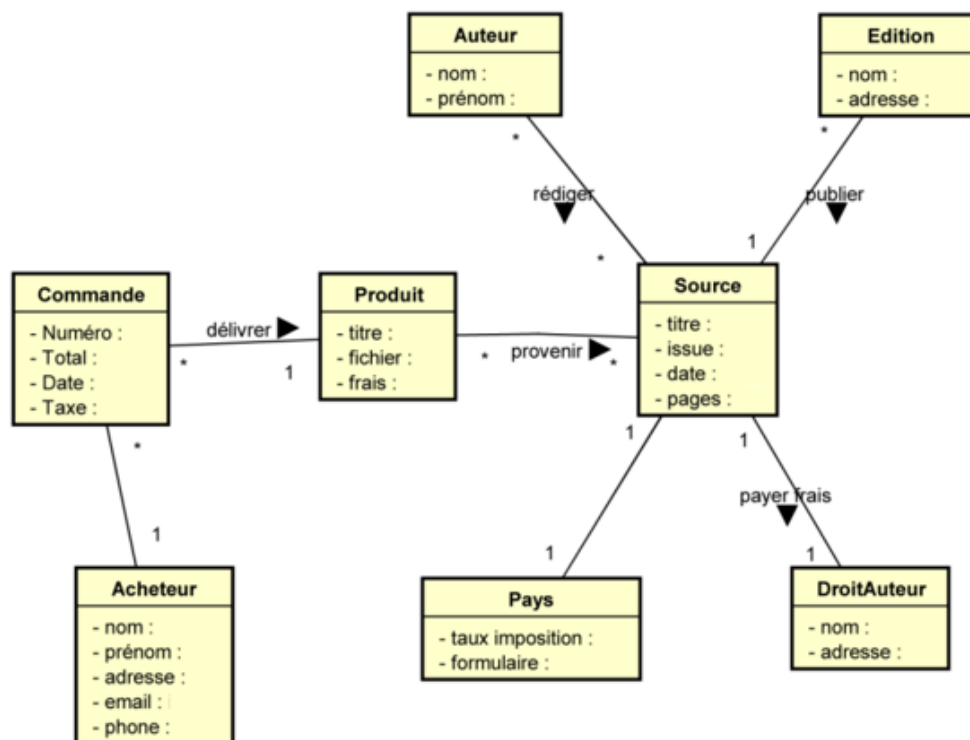 Auteur
- nom :
- prénom :
*
rédiger
*
Edition
- nom :
- adresse :
*
publier
1
Commande
- Numéro :
- Total :
- Date :
- Taxe :
*
délivrer
1
Produit
- titre :
- fichier :
- frais :
*
provenir
*
Source
- titre :
- issue :
- date :
- pages :
*
1
1
1
payer frais
1
1
Acheteur
- nom :
- prénom :
- adresse :
- email :
- phone :
Pays
- taux imposition :
- formulaire :
DroitAuteur
- nom :
- adresse :